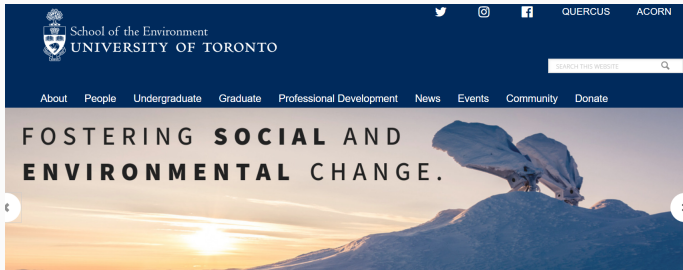 QUERCUS ACORN
School of the Environment
UNIVERSITY OF TORONTO
SEARCH THIS WEBSITE
About People Undergraduate Graduate Professional Development News Events Community Donate
FOSTERING SOCIAL AND
ENVIRONMENTAL CHANGE.